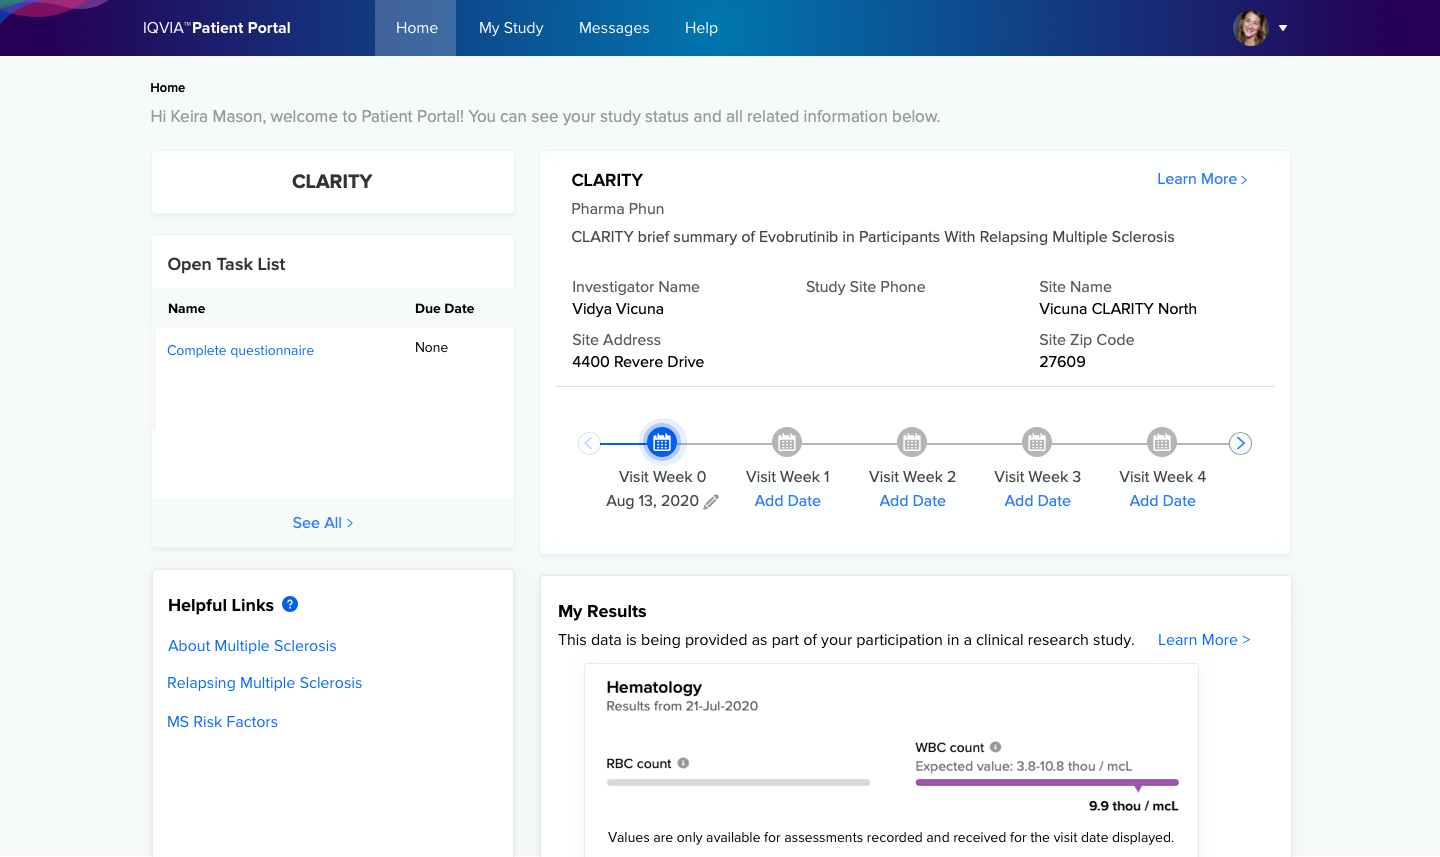 IQVIA™Patient Portal
Home
My Study
Messages
Help
Home
Hi Keira Mason, welcome to Patient Portal! You can see your study status and all related information below.
CLARITY
Open Task List
Name Due Date
Complete questionnaire None
See All >
Helpful Links ?
About Multiple Sclerosis
Relapsing Multiple Sclerosis
MS Risk Factors
CLARITY
Learn More >
Pharma Phun
CLARITY brief summary of Evobrutinib in Participants With Relapsing Multiple Sclerosis
Investigator Name Study Site Phone Site Name
Vidya Vicuna Vicuna CLARITY North
Site Address Site Zip Code
4400 Revere Drive 27609
Visit Week 0 Visit Week 1 Visit Week 2 Visit Week 3 Visit Week 4
Aug 13, 2020 Add Date Add Date Add Date Add Date
My Results
This data is being provided as part of your participation in a clinical research study. Learn More >
Hematology
Results from 21-Jul-2020
RBC count
WBC count
Expected value: 3.8-10.8 thou / mcL
9.9 thou / mcL
Values are only available for assessments recorded and received for the visit date displayed.